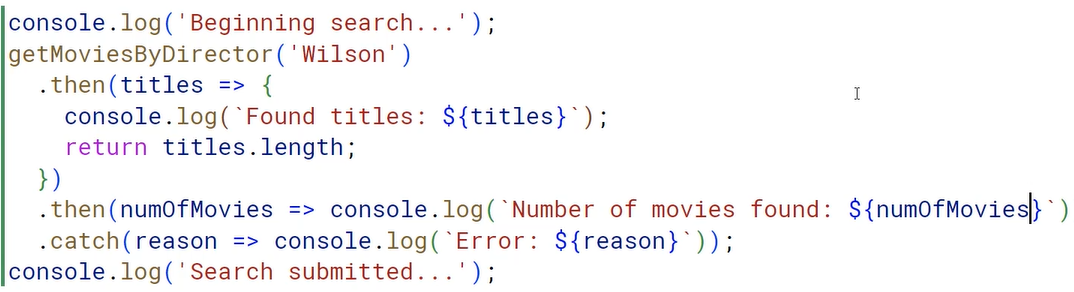 console.log('Beginning search...');
getMoviesByDirector('Wilson')
  .then(titles => {
    console.log(`Found titles: ${titles}`);
    return titles.length;
  })
  .then(numOfMovies => console.log(`Number of movies found: ${numOfMovies}`)
  .catch(reason => console.log(`Error: ${reason}`));
console.log('Search submitted...');